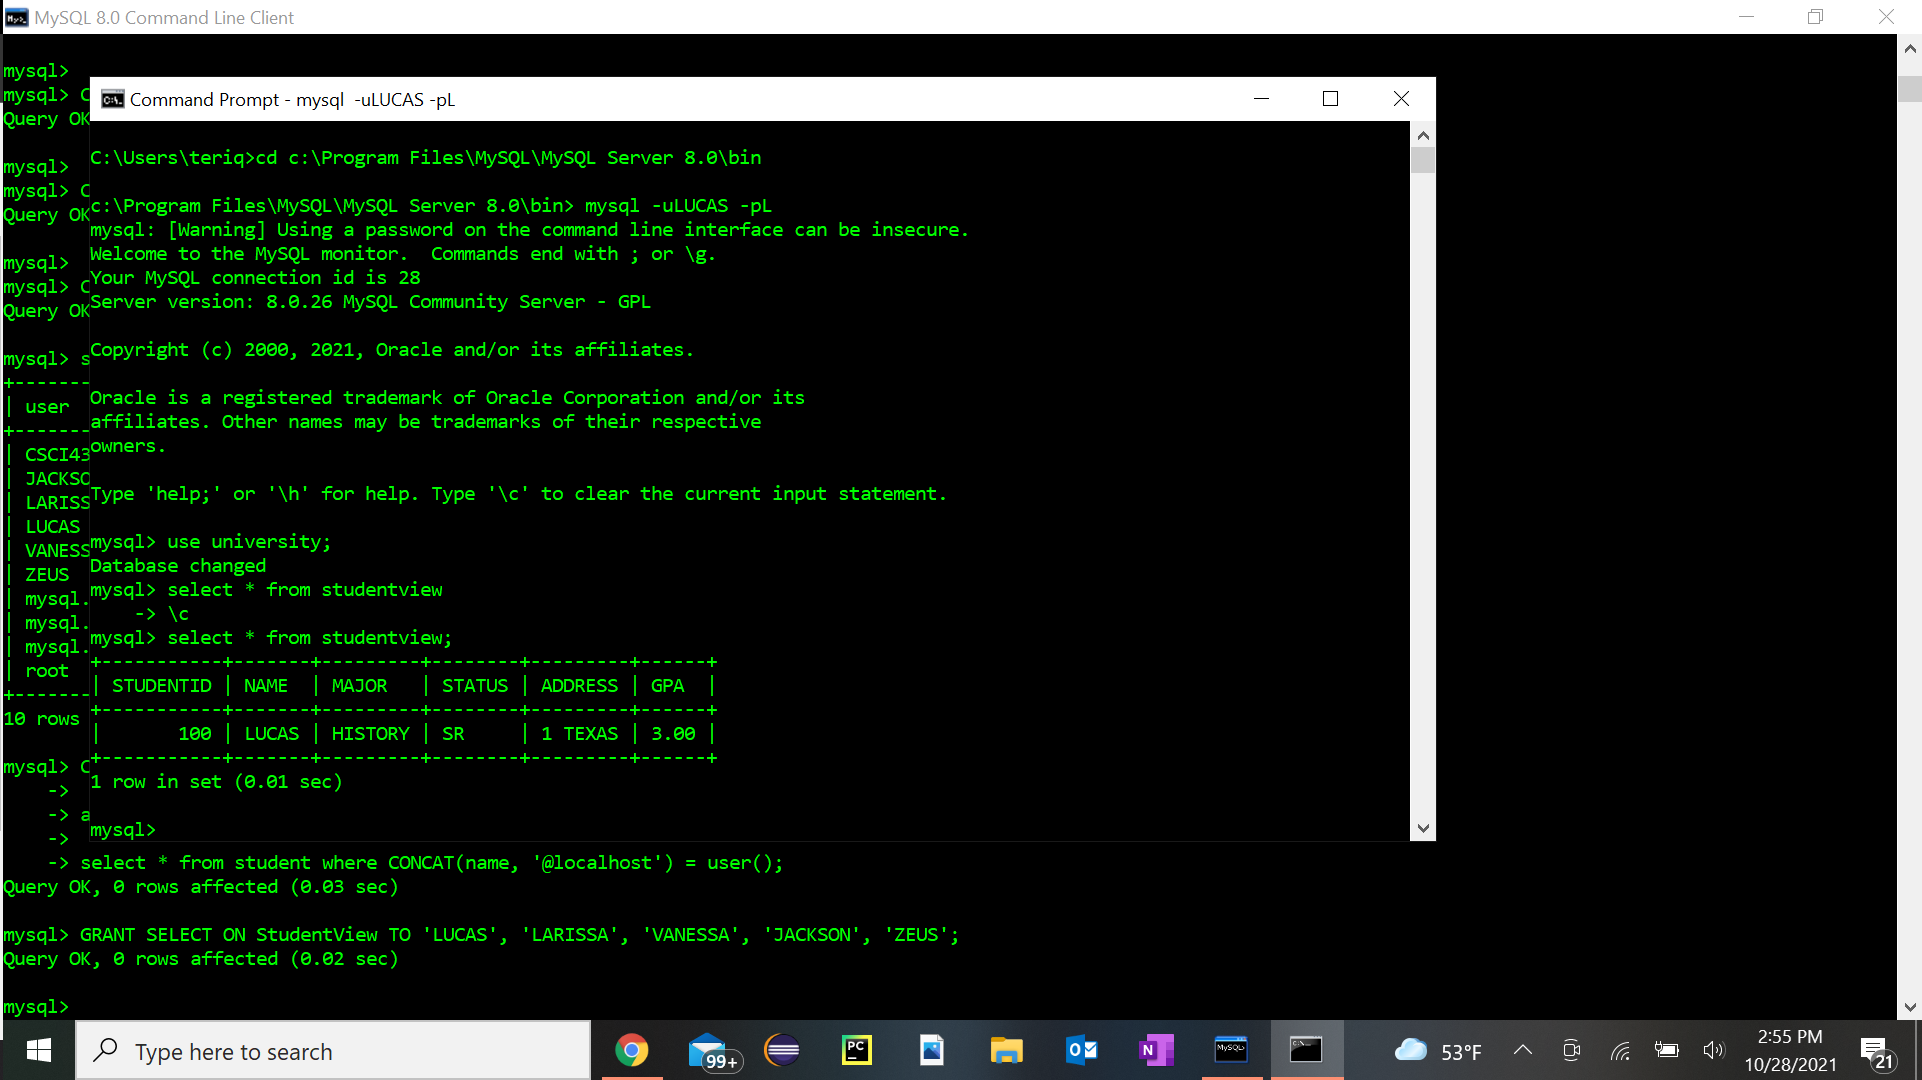 MySQL 8.0 Command Line Client
mysql>
mysql> C
Query OK
mysql>
mysql> C
Query OK
mysql>
mysql> C
Query OK
mysql> s
+-------
| user
+-------
| CSCI43
| JACKSO
| LARISS
| LUCAS
| VANESS
| ZEUS
| mysql.
| mysql.
| mysql.
| root
+-------
10 rows
mysql> C
->
-> a
->
-> select * from student where CONCAT(name, '@localhost') = user();
Query OK, 0 rows affected (0.03 sec)
mysql> GRANT SELECT ON StudentView TO 'LUCAS', 'LARISSA', 'VANESSA', 'JACKSON', 'ZEUS';
Query OK, 0 rows affected (0.02 sec)
mysql>
Command Prompt - mysql  -uLUCAS -pL
C:\Users\teriq>cd c:\Program Files\MySQL\MySQL Server 8.0\bin
c:\Program Files\MySQL\MySQL Server 8.0\bin> mysql -uLUCAS -pL
mysql: [Warning] Using a password on the command line interface can be insecure.
Welcome to the MySQL monitor.  Commands end with ; or \g.
Your MySQL connection id is 28
Server version: 8.0.26 MySQL Community Server - GPL
Copyright (c) 2000, 2021, Oracle and/or its affiliates.
Oracle is a registered trademark of Oracle Corporation and/or its
affiliates. Other names may be trademarks of their respective
owners.
Type 'help;' or '\h' for help. Type '\c' to clear the current input statement.
mysql> use university;
Database changed
mysql> select * from studentview
    -> \c
mysql> select * from studentview;
+-----------+-------+---------+--------+---------+------+
| STUDENTID | NAME  | MAJOR   | STATUS | ADDRESS | GPA  |
+-----------+-------+---------+--------+---------+------+
|       100 | LUCAS | HISTORY | SR     | 1 TEXAS | 3.00 |
+-----------+-------+---------+--------+---------+------+
1 row in set (0.01 sec)
mysql>
Type here to search
99+
PC
N
MySQL
53°F
2:55 PM
10/28/2021
21